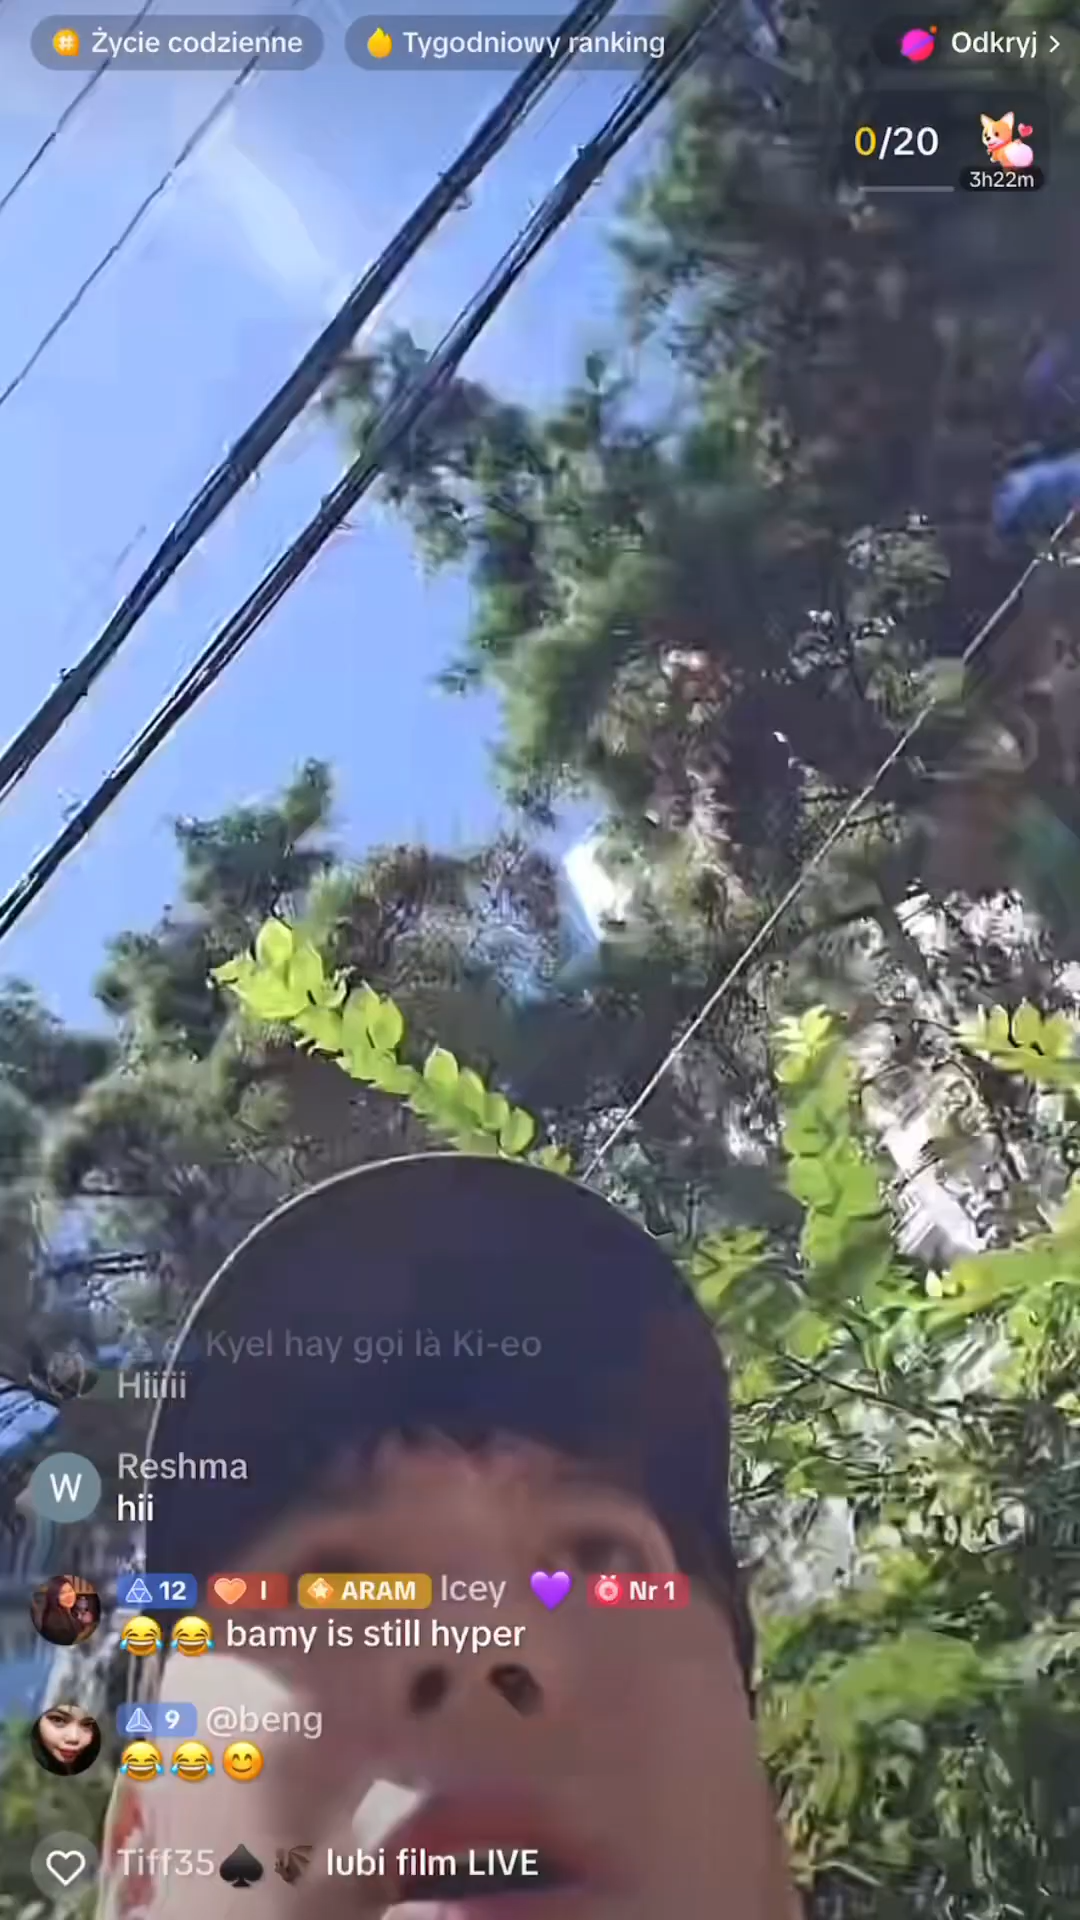 Życie codzienne
Tygodniowy ranking
Odkryj >
0/20
3h22m
Kyel hay gọi là Ki-eo
Hiiiii
W
Reshma
hii
12 I ARAM Icey 💜 Nr 1
😂😂 bamy is still hyper
9 @beng
😂😂😊
Tiff35♠️🦇 lubi film LIVE